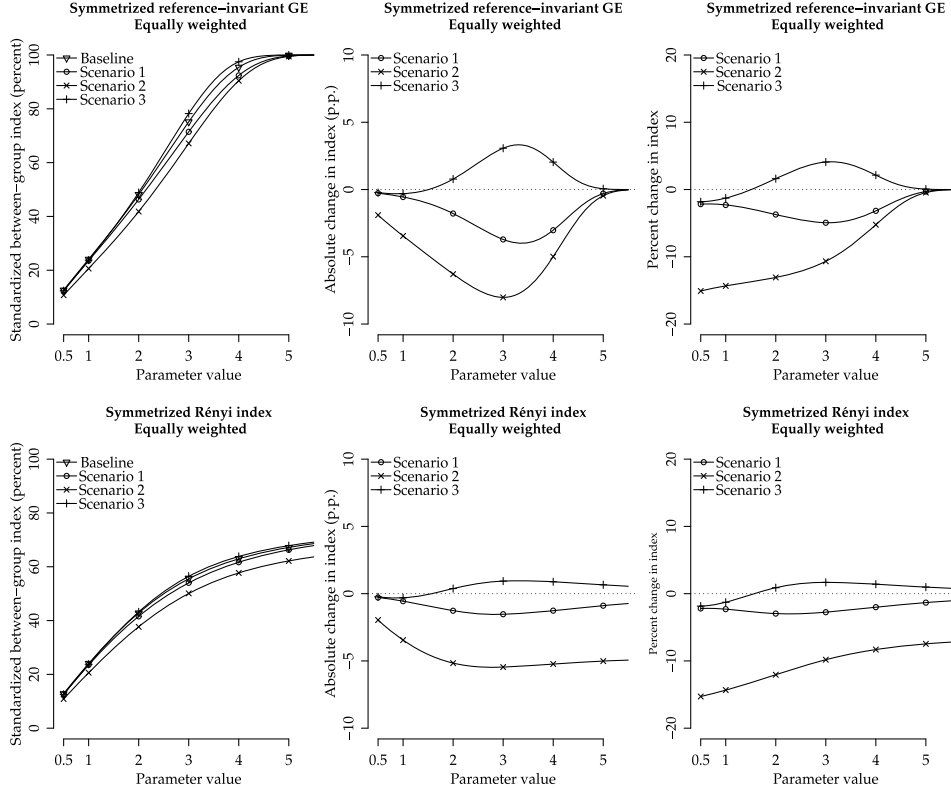 Symmetrized reference−invariant GE
Equally weighted
Standardized between−group index (percent)
100
80
60
40
20
0
Baseline
Scenario 1
Scenario 2
Scenario 3
0.5 1 2 3 4 5
Parameter value
Symmetrized reference−invariant GE
Equally weighted
Absolute change in index (p.p.)
10
5
0
−5
−10
Scenario 1
Scenario 2
Scenario 3
0.5 1 2 3 4 5
Parameter value
Symmetrized reference−invariant GE
Equally weighted
Percent change in index
20
10
0
−10
−20
Scenario 1
Scenario 2
Scenario 3
0.5 1 2 3 4 5
Parameter value
Symmetrized Rényi index
Equally weighted
Standardized between−group index (percent)
100
80
60
40
20
0
Baseline
Scenario 1
Scenario 2
Scenario 3
0.5 1 2 3 4 5
Parameter value
Symmetrized Rényi index
Equally weighted
Absolute change in index (p.p.)
10
5
0
−5
−10
Scenario 1
Scenario 2
Scenario 3
0.5 1 2 3 4 5
Parameter value
Symmetrized Rényi index
Equally weighted
Percent change in index
20
10
0
−10
−20
Scenario 1
Scenario 2
Scenario 3
0.5 1 2 3 4 5
Parameter value